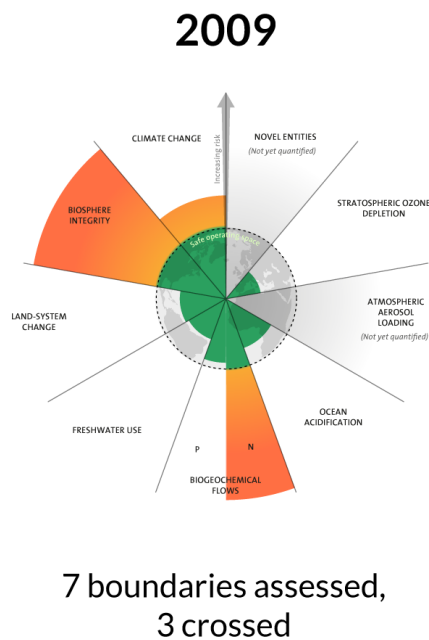 2009
CLIMATE CHANGE
NOVEL ENTITIES
(Not yet quantified)
Increasing risk
STRATOSPHERIC OZONE
DEPLETION
BIOSPHERE
INTEGRITY
Safe operating space
LAND-SYSTEM
CHANGE
ATMOSPHERIC
AEROSOL
LOADING
(Not yet quantified)
OCEAN
ACIDIFICATION
FRESHWATER USE
P
N
BIOGEOCHEMICAL
FLOWS
7 boundaries assessed,
3 crossed